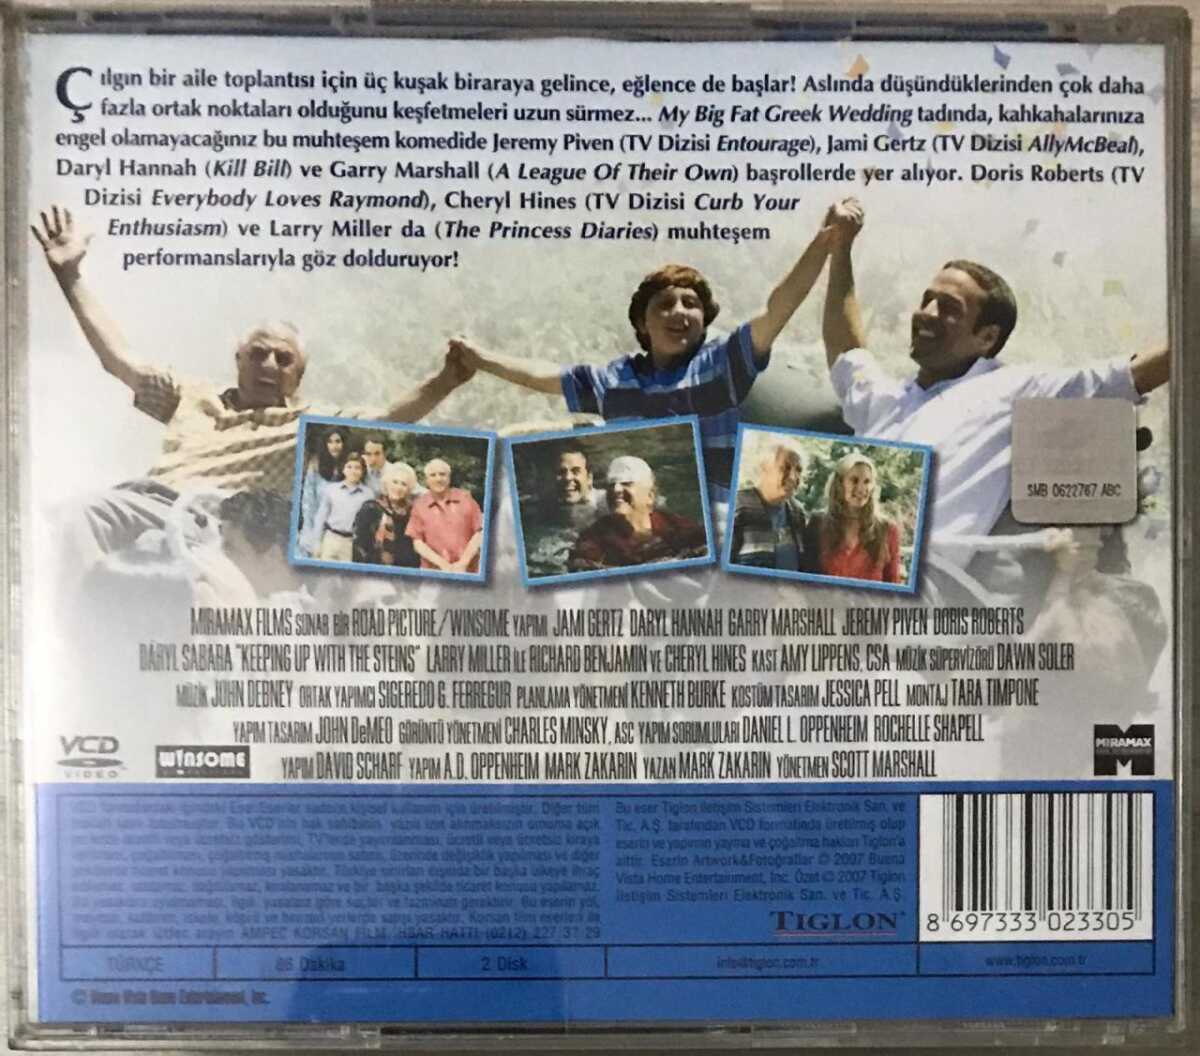 Çılgın bir aile toplantısı için üç kuşak biraraya gelince, eğlence de başlar! Aslında düşündüklerinden çok daha
fazla ortak noktaları olduğunu keşfetmeleri uzun sürmez... My Big Fat Greek Wedding tadında, kahkahalarınıza
engel olamayacağınız bu muhteşem komedide Jeremy Piven (TV Dizisi Entourage), Jami Gertz (TV Dizisi AllyMcBeal),
Daryl Hannah (Kill Bill) ve Garry Marshall (A League Of Their Own) başrollerde yer alıyor. Doris Roberts (TV
Dizisi Everybody Loves Raymond), Cheryl Hines (TV Dizisi Curb Your
Enthusiasm) ve Larry Miller da (The Princess Diaries) muhteşem
performanslarıyla göz dolduruyor!
SMB 0622767 ABC
MIRAMAX FILMS SUNAR BİR ROAD PICTURE/WINSOME YAPIMI JAMI GERTZ DARYL HANNAH GARRY MARSHALL JEREMY PIVEN DORIS ROBERTS
DARYL SABARA "KEEPING UP WITH THE STEINS" LARRY MILLER İLE RICHARD BENJAMIN VE CHERYL HINES KAST AMY LIPPENS, CSA MÜZİK SÜPERVİZÖRÜ DAWN SOLER
MÜZİK JOHN DEBNEY ORTAK YAPIMCI SIGEREDO G. FERREGUR PLANLAMA YÖNETMENİ KENNETH BURKE KOSTÜM TASARIM JESSICA PELL MONTAJ TARA TIMPONE
YAPIM TASARIM JOHN DeMEO GÖRÜNTÜ YÖNETMENİ CHARLES MINSKY, ASC YAPIM SORUMLULARI DANIEL L. OPPENHEIM ROCHELLE SHAPELL
YAPIM DAVID SCHARF YAPIM A.D. OPPENHEIM MARK ZAKARIN YAZAN MARK ZAKARIN YÖNETMEN SCOTT MARSHALL
VCD
VIDEO
WINSOME
MIRAMAX
Bu eser Tiglon İletişim Sistemleri Elektronik San. ve
Tic. A.Ş. tarafından VCD formatında üretilmiş olup
eserin ve yapımın yayma ve çoğaltma hakları Tiglon'a
aittir. Eserin Artwork&Fotoğraflar © 2007 Buena
Vista Home Entertainment, Inc. Özet © 2007 Tiglon
İletişim Sistemleri Elektronik San. ve Tic. A.Ş.
AMPEC KORSAN FİLM İHBAR HATTI (0212) 227 37 29
TIGLON
8 697333 023305
TÜRKÇE
86 Dakika
2 Disk
info@tiglon.com.tr
www.tiglon.com.tr
© Buena Vista Home Entertainment, Inc.